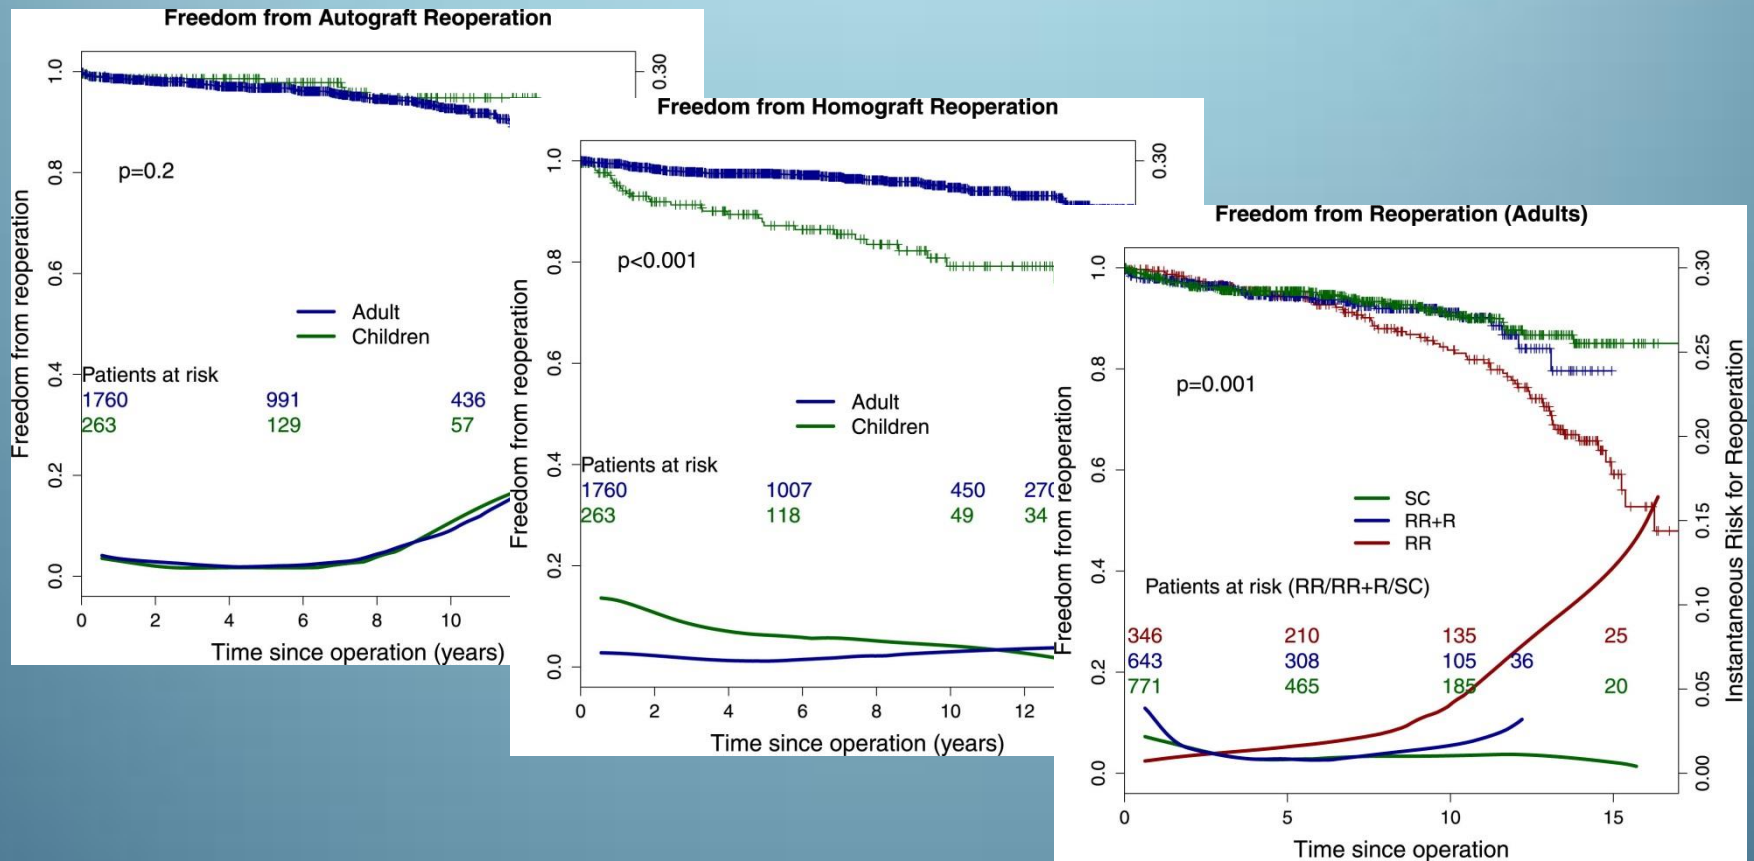 Freedom from Autograft Reoperation
1.0
0.8
0.6
0.4
0.2
0.0
Freedom from reoperation
0.30
p=0.2
Adult
Children
Patients at risk
1760 991 436
263 129 57
0 2 4 6 8 10
Time since operation (years)
Freedom from Homograft Reoperation
1.0
0.8
0.6
0.4
0.2
0.0
Freedom from reoperation
0.30
p<0.001
Adult
Children
Patients at risk
1760 1007 450 270
263 118 49 34
0 2 4 6 8 10 12
Time since operation (years)
Freedom from Reoperation (Adults)
1.0
0.8
0.6
0.4
0.2
0.0
Freedom from reoperation
0.30
0.25
0.20
0.15
0.10
0.05
0.00
Instantaneous Risk for Reoperation
p=0.001
SC
RR+R
RR
Patients at risk (RR/RR+R/SC)
346 210 135 25
643 308 105 36
771 465 185 20
0 5 10 15
Time since operation